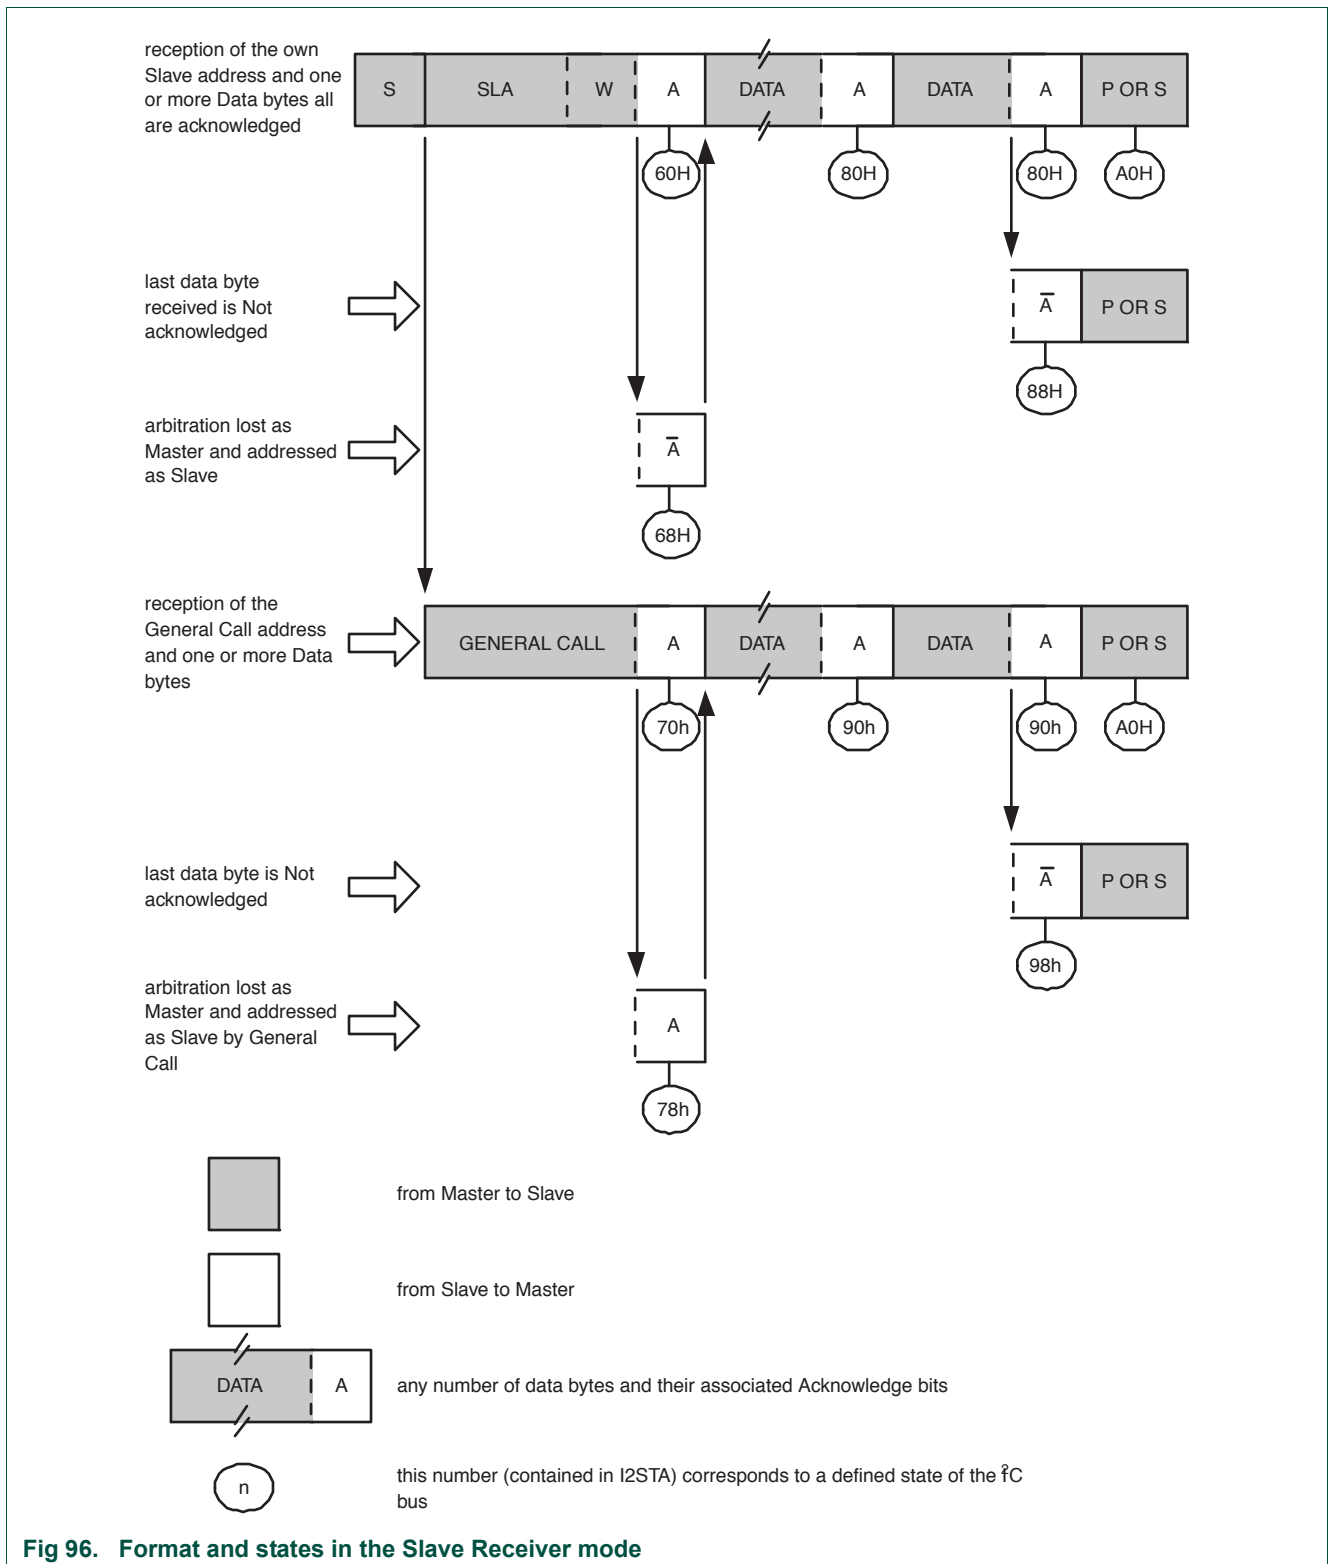 reception of the own
Slave address and one
or more Data bytes all
are acknowledged
S SLA W A DATA A DATA A P OR S
60H 80H 80H A0H
last data byte
received is Not
acknowledged
A̅ P OR S
88H
arbitration lost as
Master and addressed
as Slave
A̅
68H
reception of the
General Call address
and one or more Data
bytes
GENERAL CALL A DATA A DATA A P OR S
70h 90h 90h A0H
last data byte is Not
acknowledged
A̅ P OR S
98h
arbitration lost as
Master and addressed
as Slave by General
Call
A
78h
from Master to Slave
from Slave to Master
DATA A any number of data bytes and their associated Acknowledge bits
n
this number (contained in I2STA) corresponds to a defined state of the I²C
bus
Fig 96. Format and states in the Slave Receiver mode